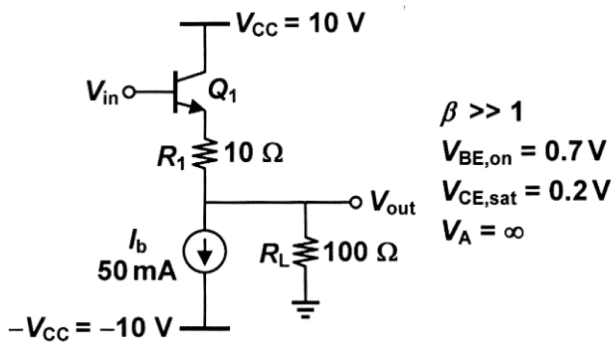 V_CC = 10 V
V_in
Q_1
R_1 10 Ω
V_out
I_b
50 mA
R_L 100 Ω
−V_CC = −10 V
β >> 1
V_BE,on = 0.7 V
V_CE,sat = 0.2 V
V_A = ∞